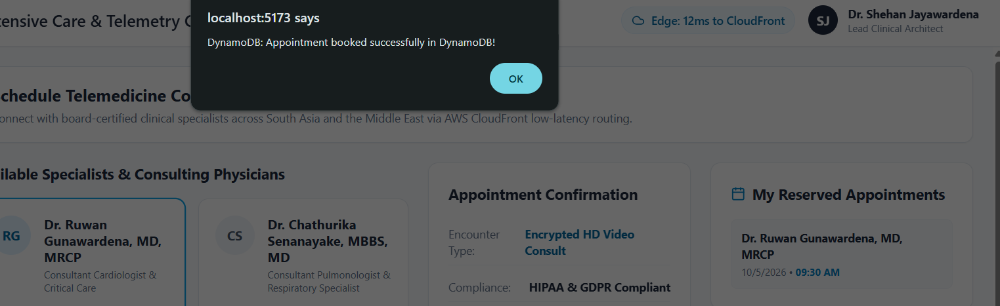 tensive Care & Telemetry C
localhost:5173 says
DynamoDB: Appointment booked successfully in DynamoDB!
OK
Edge: 12ms to CloudFront
SJ
Dr. Shehan Jayawardena
Lead Clinical Architect
chedule Telemedicine Co
onnect with board-certified clinical specialists across South Asia and the Middle East via AWS CloudFront low-latency routing.
ilable Specialists & Consulting Physicians
RG
Dr. Ruwan
Gunawardena, MD,
MRCP
Consultant Cardiologist &
Critical Care
CS
Dr. Chathurika
Senanayake, MBBS,
MD
Consultant Pulmonologist &
Respiratory Specialist
Appointment Confirmation
Encounter
Type:
Encrypted HD Video
Consult
Compliance:
HIPAA & GDPR Compliant
My Reserved Appointments
Dr. Ruwan Gunawardena, MD,
MRCP
10/5/2026 • 09:30 AM